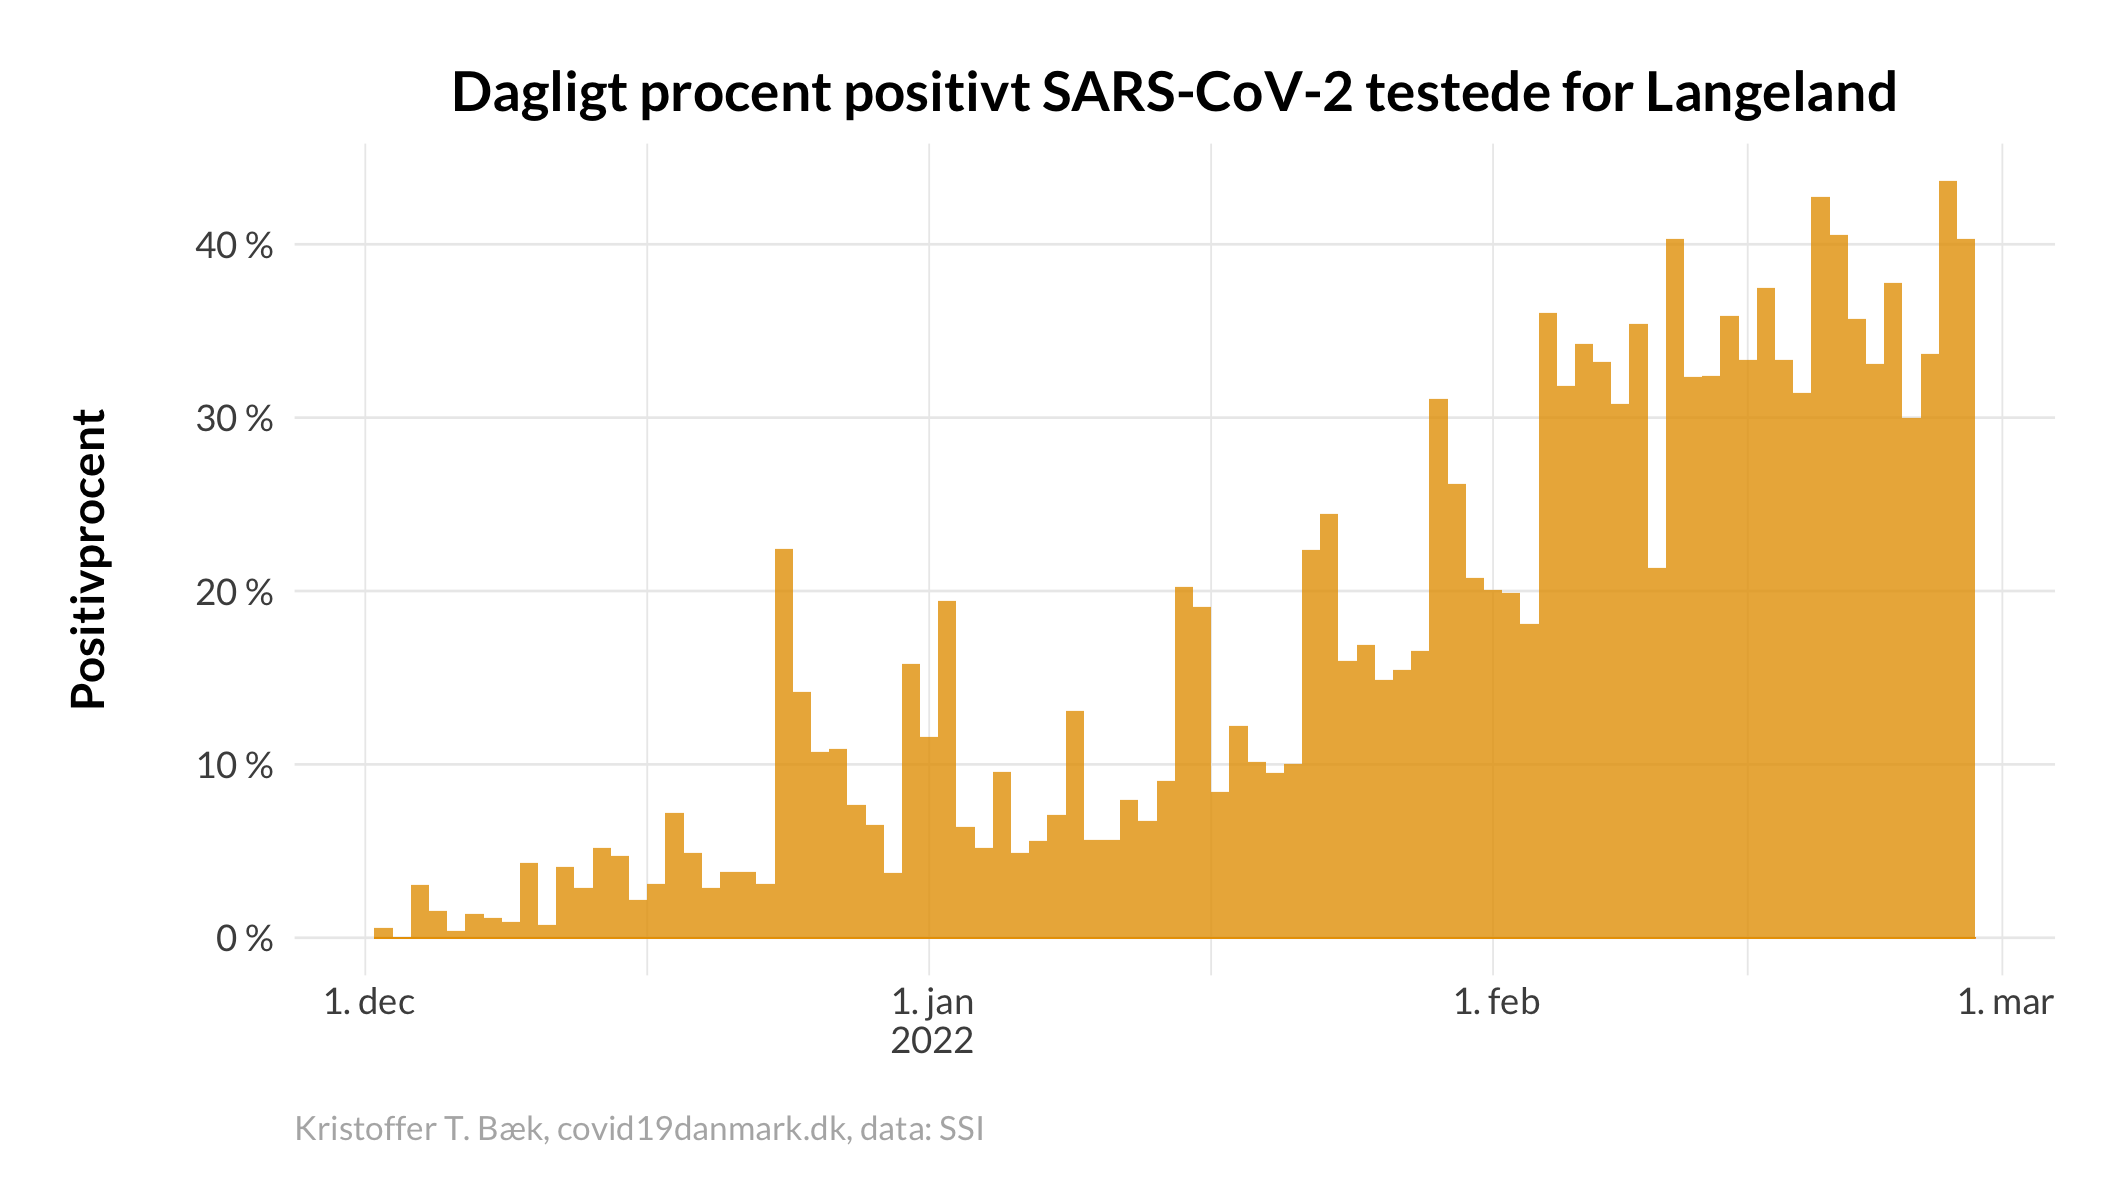 Dagligt procent positivt SARS-CoV-2 testede for Langeland
Positivprocent
40 %
30 %
20 %
10 %
0 %
1. dec
1. jan
2022
1. feb
1. mar
Kristoffer T. Bæk, covid19danmark.dk, data: SSI